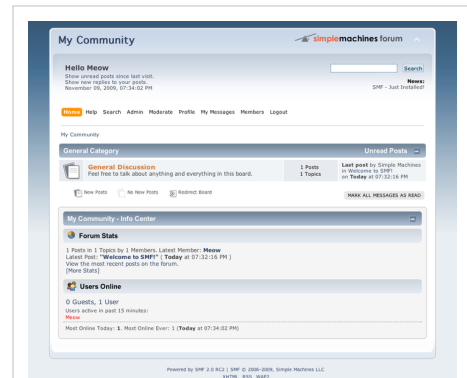 My Community
simplemachines forum
Hello Meow
Show unread posts since last visit.
Show new replies to your posts.
November 09, 2009, 07:34:02 PM
Search
News:
SMF - Just Installed!
Home Help Search Admin Moderate Profile My Messages Members Logout
My Community
General Category Unread Posts
General Discussion
Feel free to talk about anything and everything in this board.
1 Posts
1 Topics
Last post by Simple Machines
in Welcome to SMF!
on Today at 07:32:16 PM
New Posts No New Posts Redirect Board
MARK ALL MESSAGES AS READ
My Community - Info Center
Forum Stats
1 Posts in 1 Topics by 1 Members. Latest Member: Meow
Latest Post: "Welcome to SMF!" ( Today at 07:32:16 PM )
View the most recent posts on the forum.
[More Stats]
Users Online
0 Guests, 1 User
Users active in past 15 minutes:
Meow
Most Online Today: 1. Most Online Ever: 1 (Today at 07:34:02 PM)
Powered by SMF 2.0 RC2 | SMF © 2006-2009, Simple Machines LLC
XHTML RSS WAP2